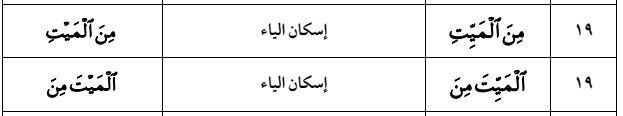 ١٩ مِنَ ٱلْمَيِّتِ إسكان الياء مِنَ ٱلْمَيْتِ
١٩ ٱلْمَيِّتَ مِنَ إسكان الياء ٱلْمَيْتَ مِنَ